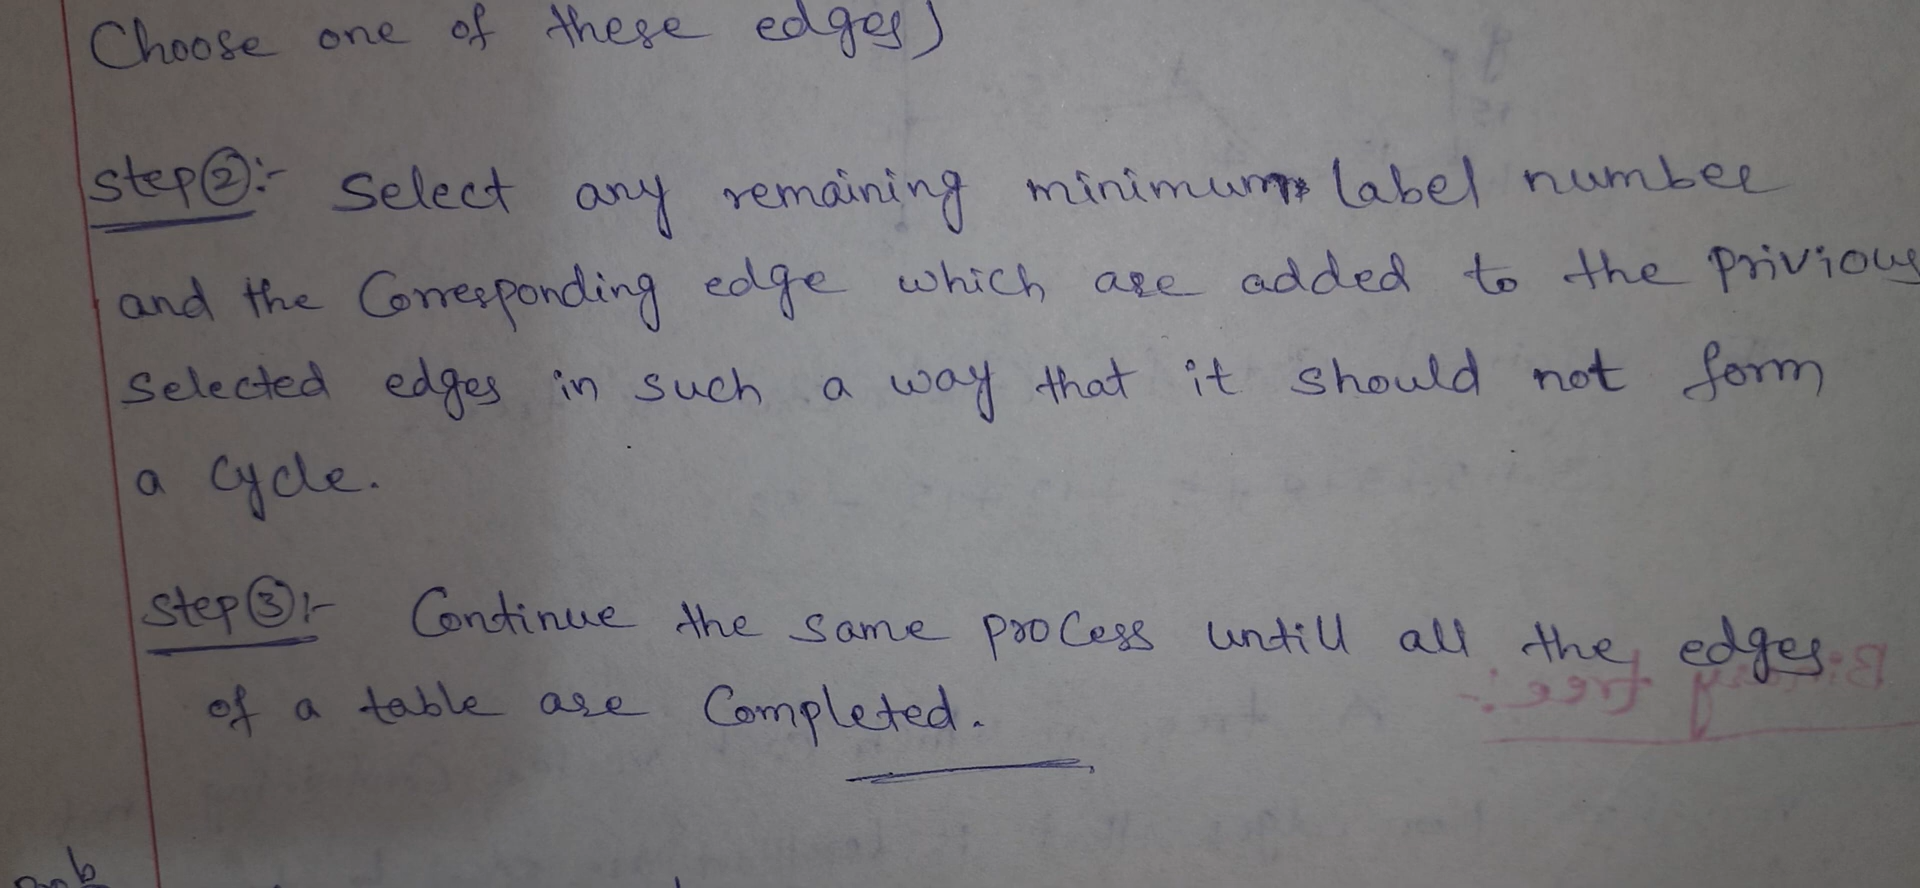 Choose one of these edges)
Step②:- Select any remaining minimum label number
and the Corresponding edge which are added to the privious
selected edges in such a way that it should not form
a cycle.
Step③:- Continue the same process untill all the edges
of a table are Completed.